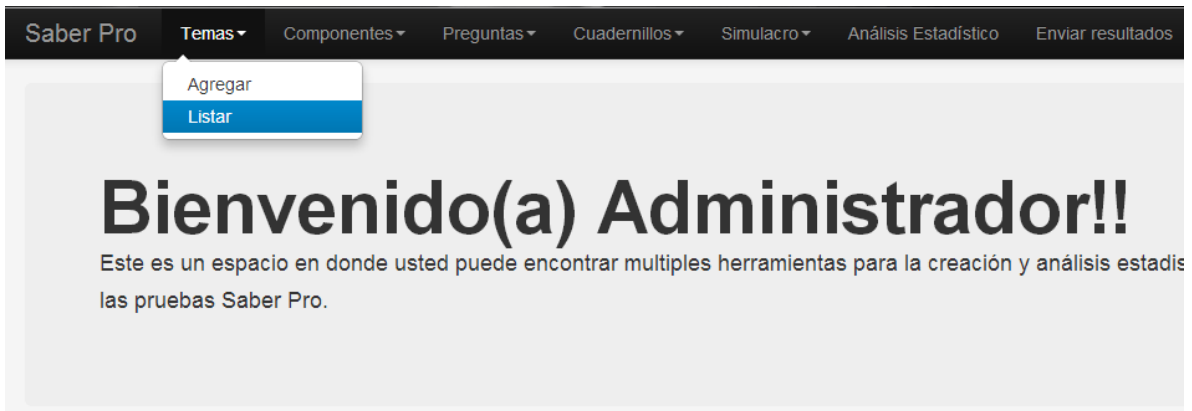 Saber Pro Temas Componentes Preguntas Cuadernillos Simulacro Análisis Estadístico Enviar resultados
Agregar
Listar
Bienvenido(a) Administrador!!
Este es un espacio en donde usted puede encontrar multiples herramientas para la creación y análisis estadis
las pruebas Saber Pro.